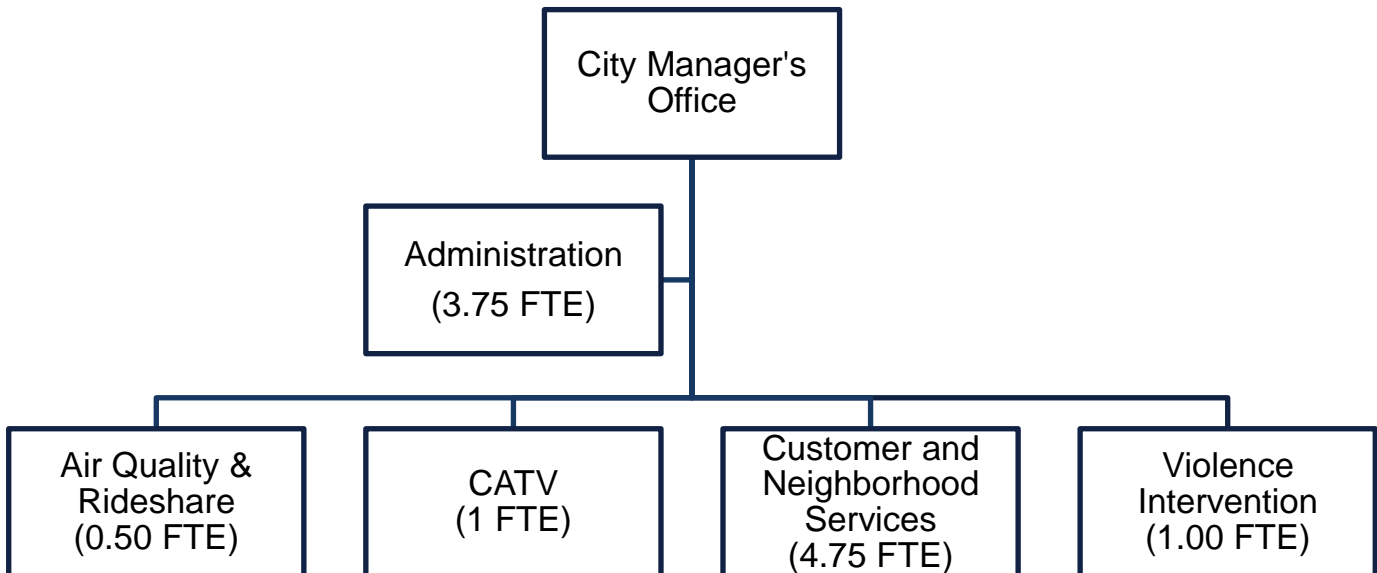 City Manager's
Office
Administration
(3.75 FTE)
Air Quality &
Rideshare
(0.50 FTE)
CATV
(1 FTE)
Customer and
Neighborhood
Services
(4.75 FTE)
Violence
Intervention
(1.00 FTE)